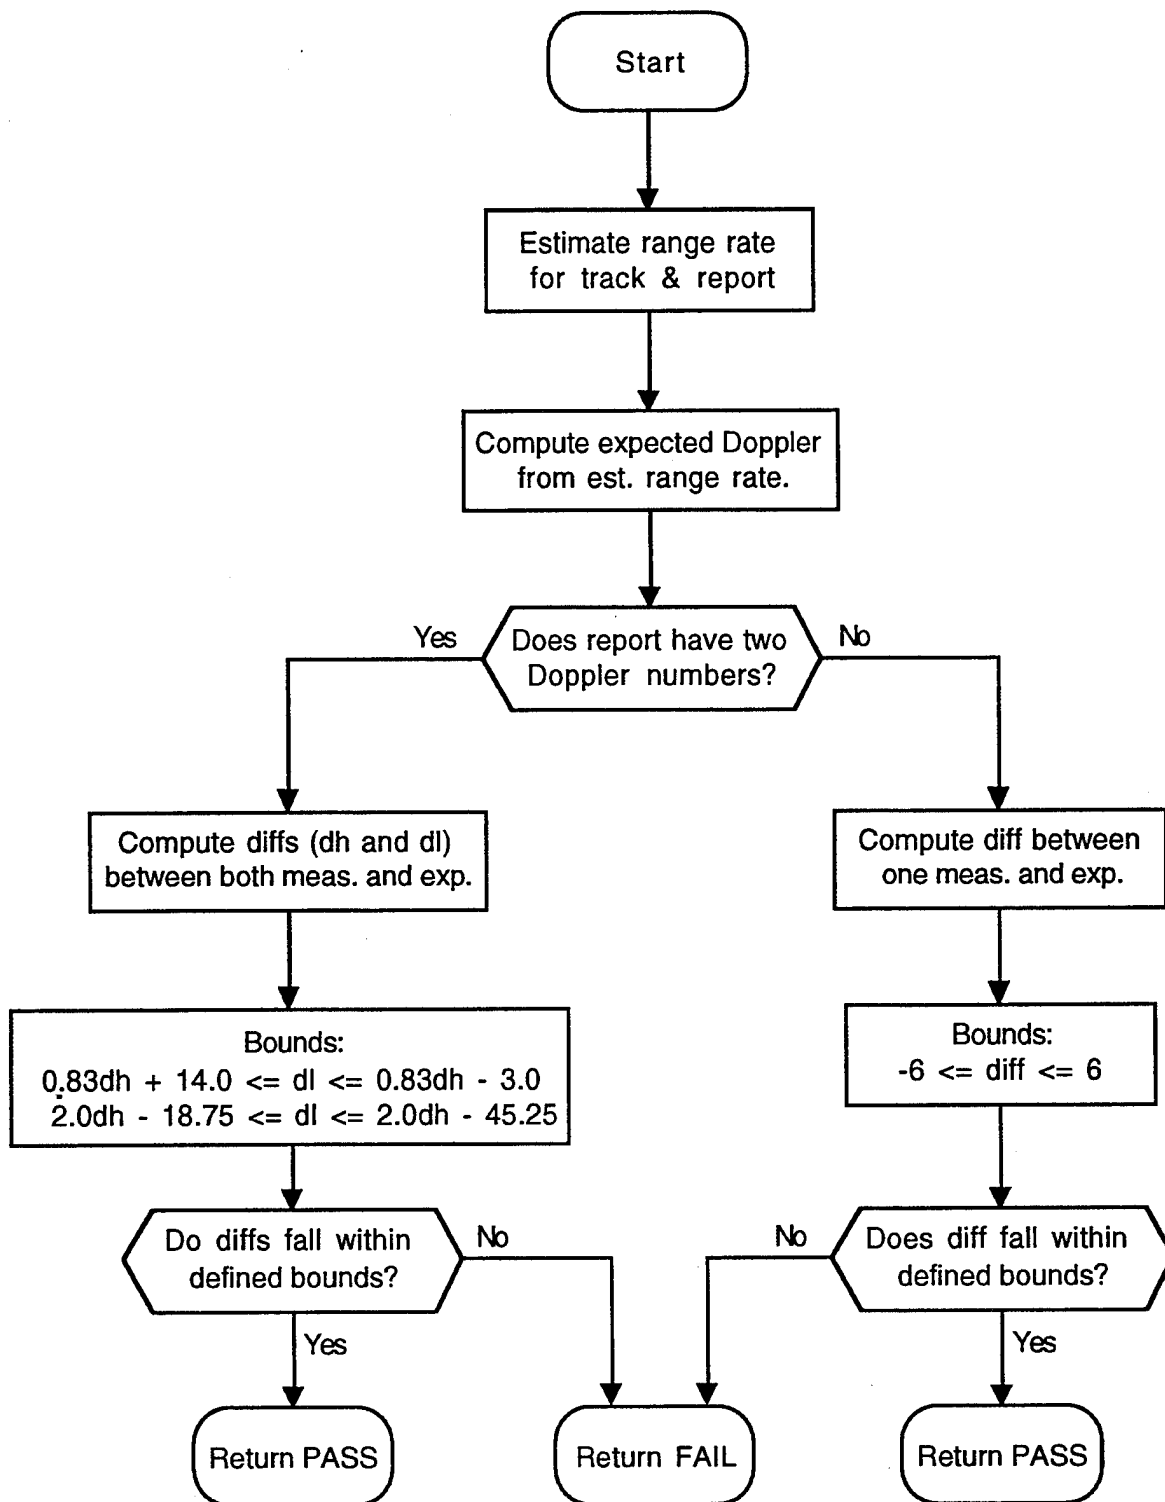 Start
Estimate range rate
for track & report
Compute expected Doppler
from est. range rate.
Does report have two
Doppler numbers?
Yes
No
Compute diffs (dh and dl)
between both meas. and exp.
Compute diff between
one meas. and exp.
Bounds:
0.83dh + 14.0 <= dl <= 0.83dh - 3.0
2.0dh - 18.75 <= dl <= 2.0dh - 45.25
Bounds:
-6 <= diff <= 6
Do diffs fall within
defined bounds?
No
Yes
No
Does diff fall within
defined bounds?
Yes
Return PASS
Return FAIL
Return PASS